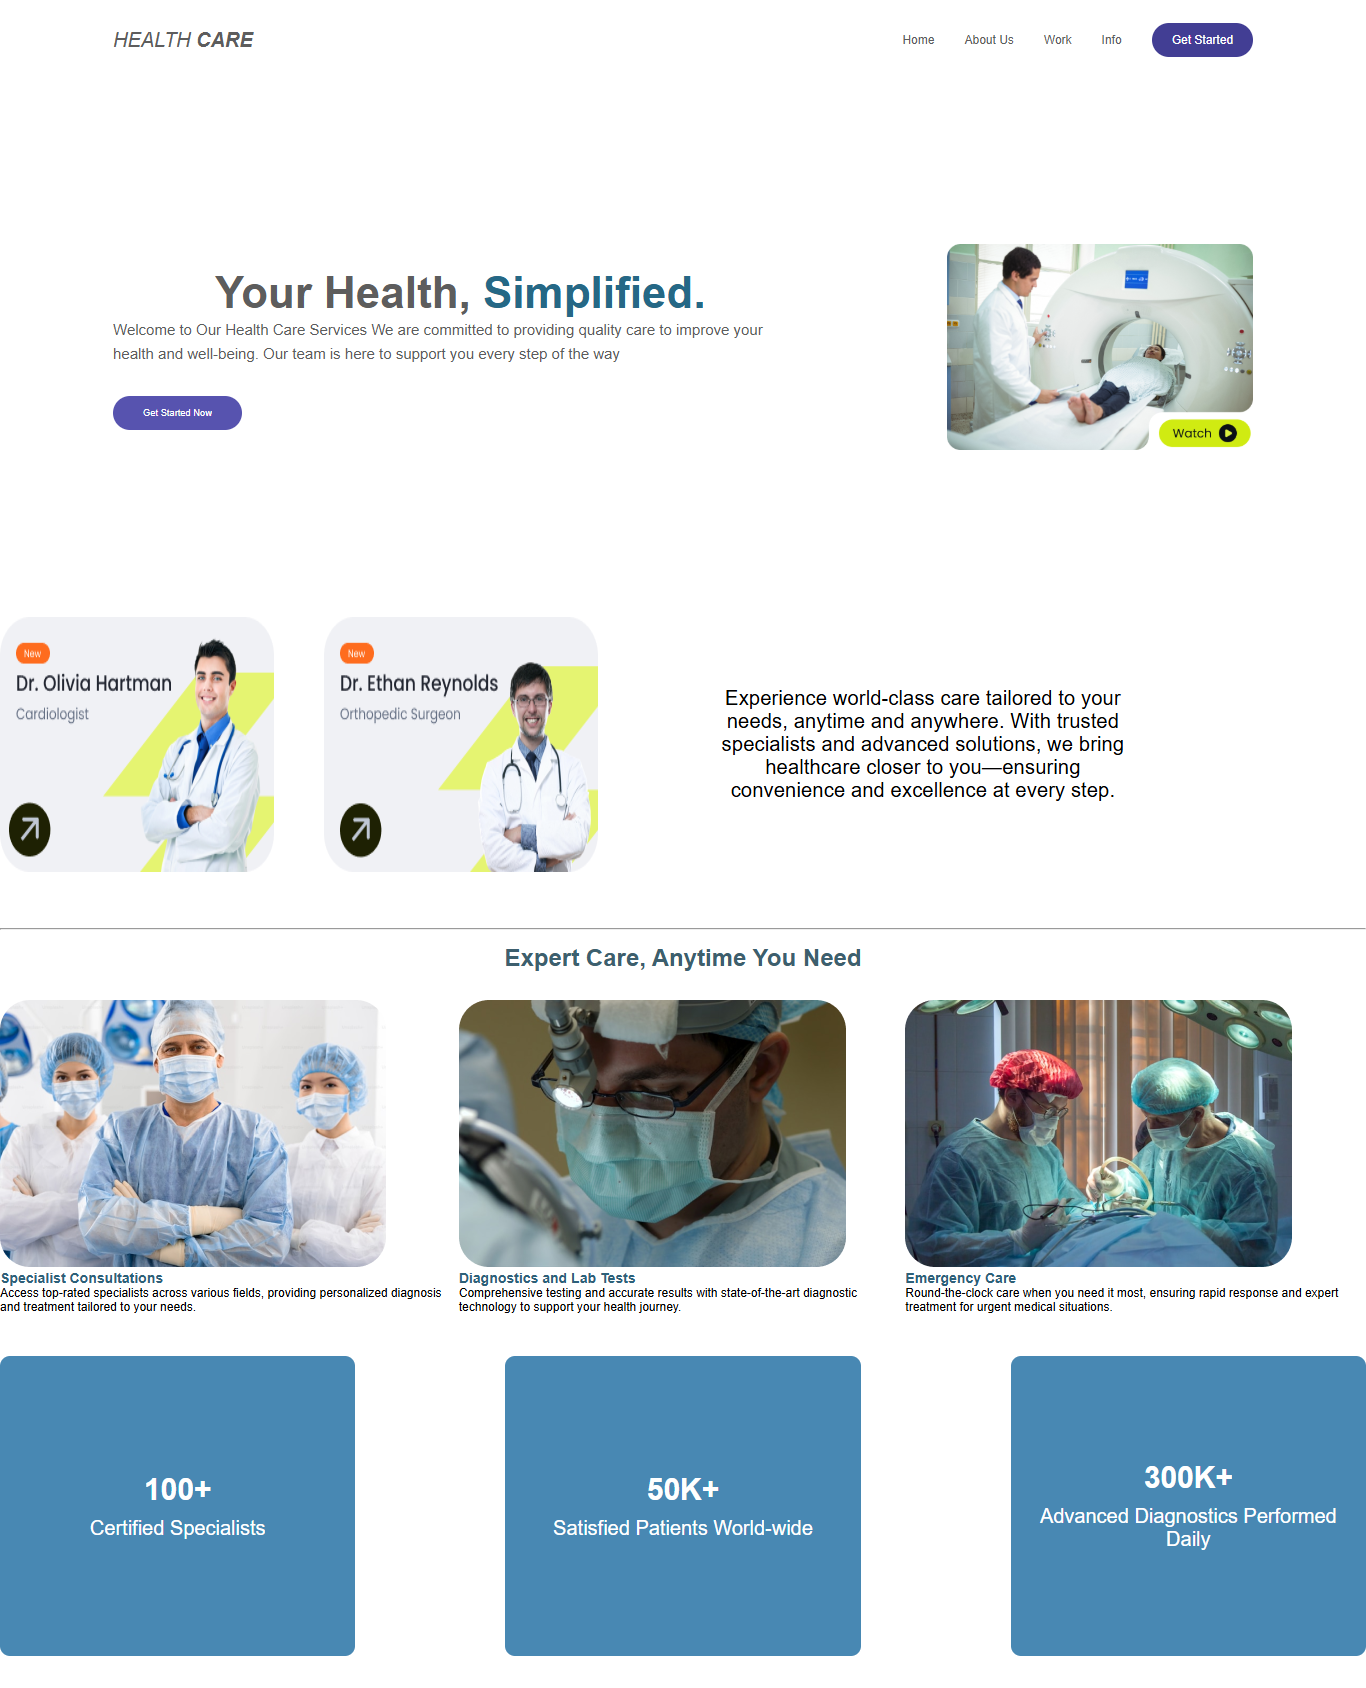 HEALTH CARE
Home
About Us
Work
Info
Get Started
Your Health, Simplified.
Welcome to Our Health Care Services We are committed to providing quality care to improve your
health and well-being. Our team is here to support you every step of the way
Get Started Now
Watch
New
Dr. Olivia Hartman
Cardiologist
New
Dr. Ethan Reynolds
Orthopedic Surgeon
Experience world-class care tailored to your
needs, anytime and anywhere. With trusted
specialists and advanced solutions, we bring
healthcare closer to you—ensuring
convenience and excellence at every step.
Expert Care, Anytime You Need
Specialist Consultations
Access top-rated specialists across various fields, providing personalized diagnosis
and treatment tailored to your needs.
Diagnostics and Lab Tests
Comprehensive testing and accurate results with state-of-the-art diagnostic
technology to support your health journey.
Emergency Care
Round-the-clock care when you need it most, ensuring rapid response and expert
treatment for urgent medical situations.
100+
Certified Specialists
50K+
Satisfied Patients World-wide
300K+
Advanced Diagnostics Performed
Daily